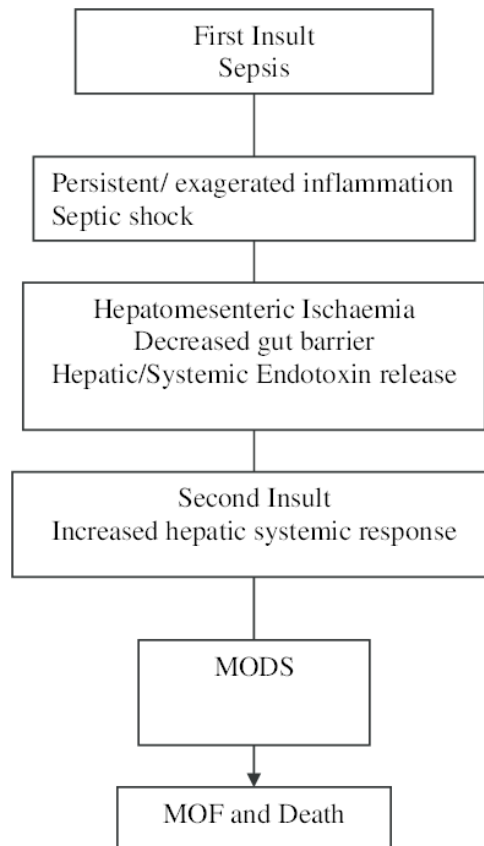 First Insult
Sepsis
Persistent/ exagerated inflammation
Septic shock
Hepatomesenteric Ischaemia
Decreased gut barrier
Hepatic/Systemic Endotoxin release
Second Insult
Increased hepatic systemic response
MODS
MOF and Death